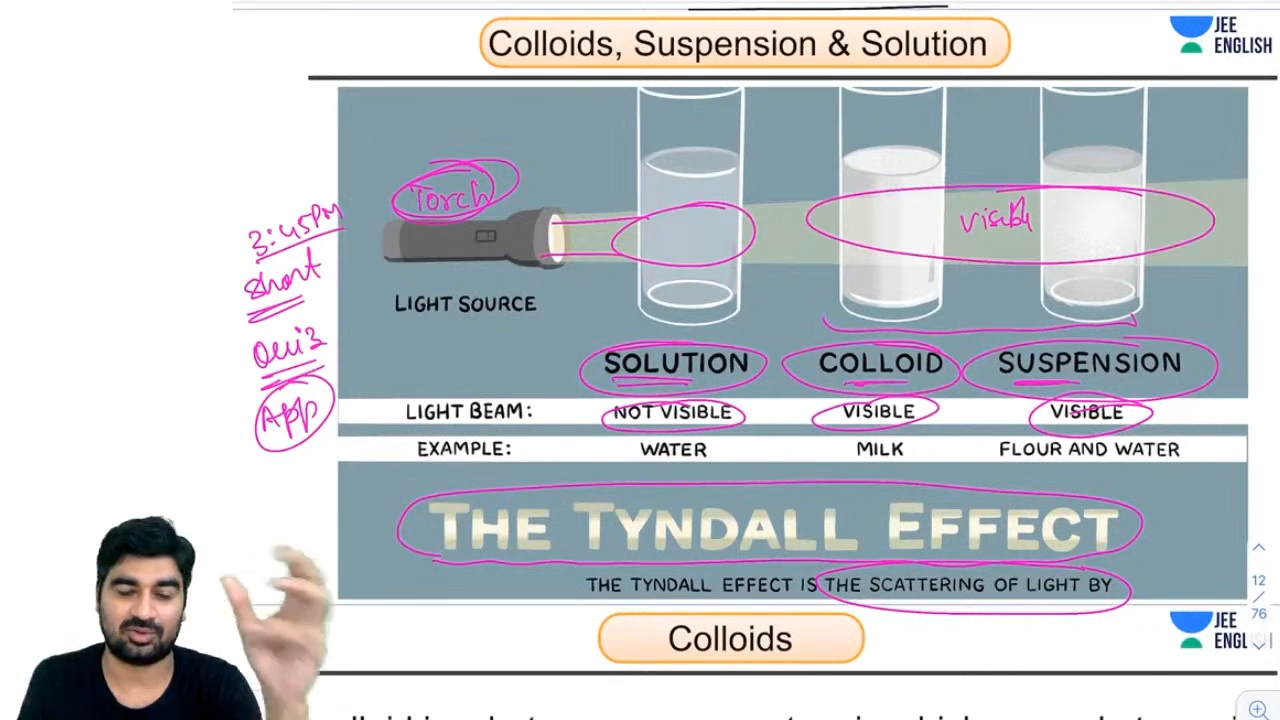 Colloids, Suspension & Solution
JEE
ENGLISH
Torch
Visible
3:45PM
Short
Quiz
App
LIGHT SOURCE
SOLUTION
COLLOID
SUSPENSION
LIGHT BEAM:
NOT VISIBLE
VISIBLE
VISIBLE
EXAMPLE:
WATER
MILK
FLOUR AND WATER
THE TYNDALL EFFECT
THE TYNDALL EFFECT IS THE SCATTERING OF LIGHT BY
12
/
76
Colloids
JEE